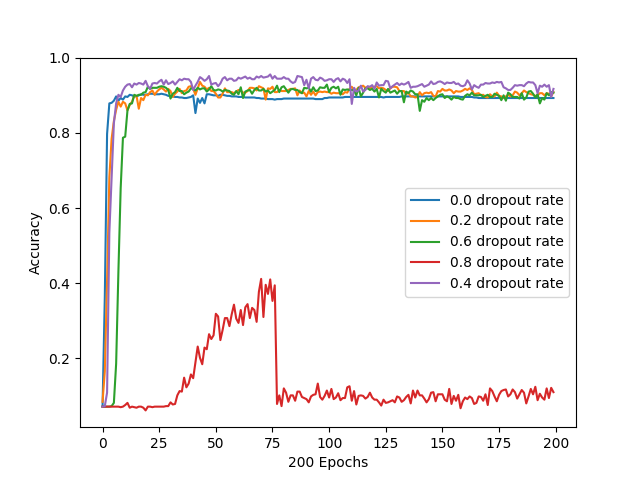 1.0
0.8
0.6
0.4
0.2
Accuracy
0.0 dropout rate
0.2 dropout rate
0.6 dropout rate
0.8 dropout rate
0.4 dropout rate
0 25 50 75 100 125 150 175 200
200 Epochs